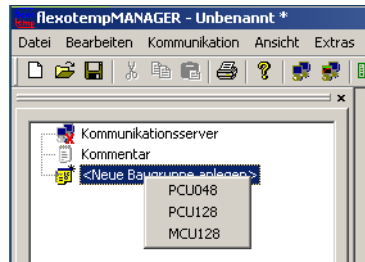 flexotempMANAGER - Unbenannt *
Datei Bearbeiten Kommunikation Ansicht Extras
Kommunikationsserver
Kommentar
<Neue Baugruppe anlegen>
PCU048
PCU128
MCU128